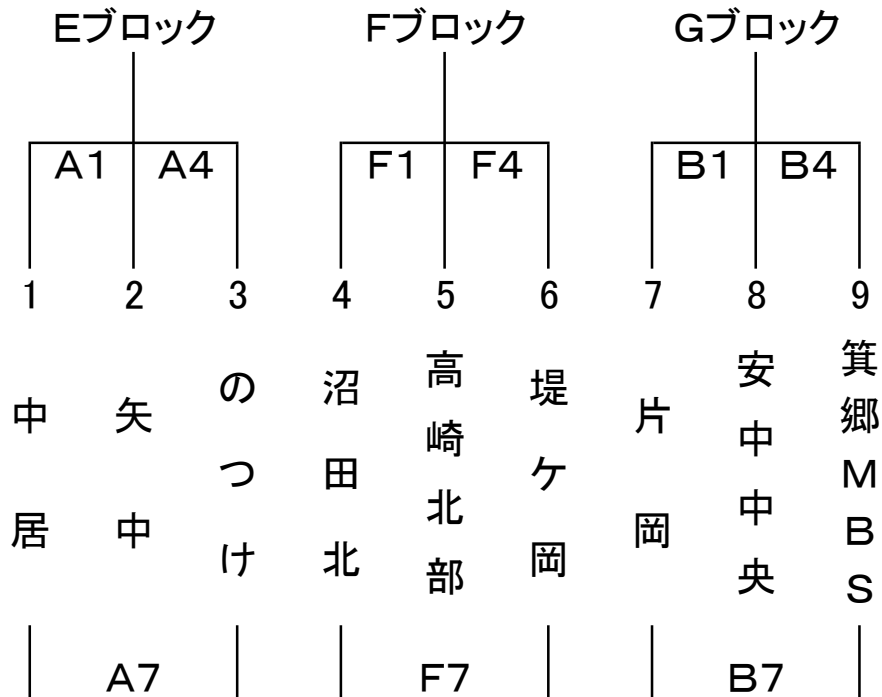 Eブロック Fブロック Gブロック
A1 A4 F1 F4 B1 B4
1 2 3 4 5 6 7 8 9
中居
矢中
のつけ
沼田北
高崎北部
堤ケ岡
片岡
安中中央
箕郷MBS
A7 F7 B7